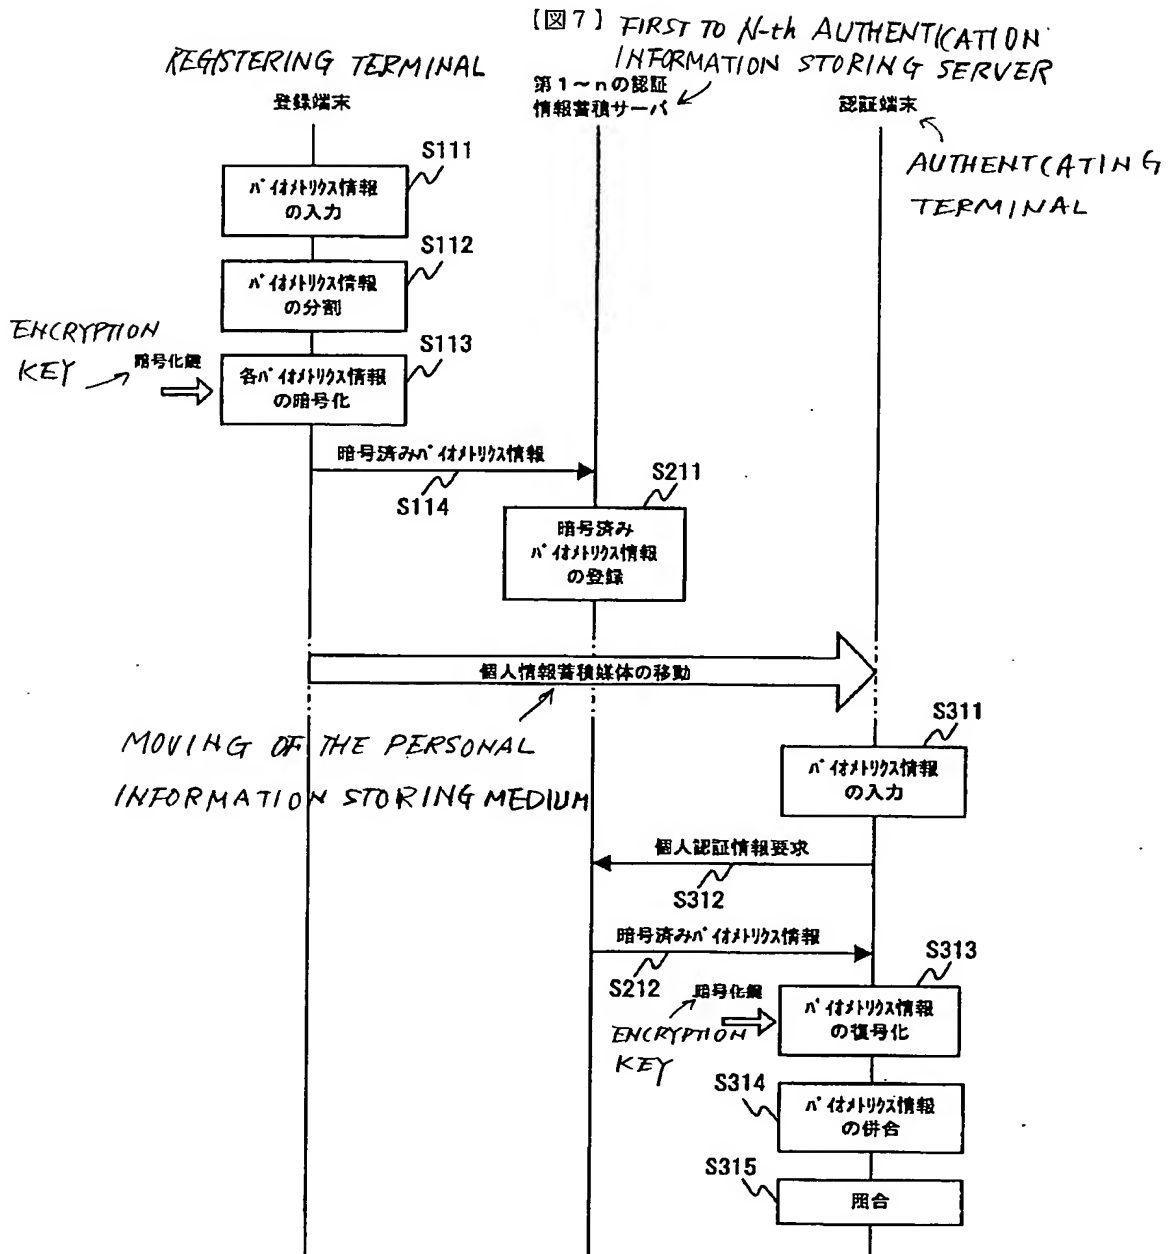 【図７】 FIRST TO N-th AUTHENTICATION
INFORMATION STORING SERVER
REGISTERING TERMINAL
登録端末
第１～ｎの認証
情報蓄積サーバ
認証端末
AUTHENTCATING
TERMINAL
S111
ﾊﾞｲｵﾒﾄﾘｸｽ情報
の入力
S112
ﾊﾞｲｵﾒﾄﾘｸｽ情報
の分割
ENCRYPTION
KEY
暗号化鍵
S113
各ﾊﾞｲｵﾒﾄﾘｸｽ情報
の暗号化
暗号済みﾊﾞｲｵﾒﾄﾘｸｽ情報
S114
S211
暗号済み
ﾊﾞｲｵﾒﾄﾘｸｽ情報
の登録
個人情報蓄積媒体の移動
MOVING OF THE PERSONAL
INFORMATION STORING MEDIUM
S311
ﾊﾞｲｵﾒﾄﾘｸｽ情報
の入力
個人認証情報要求
S312
暗号済みﾊﾞｲｵﾒﾄﾘｸｽ情報
S212
S313
暗号化鍵
ENCRYPTION
KEY
ﾊﾞｲｵﾒﾄﾘｸｽ情報
の復号化
S314
ﾊﾞｲｵﾒﾄﾘｸｽ情報
の併合
S315
照合